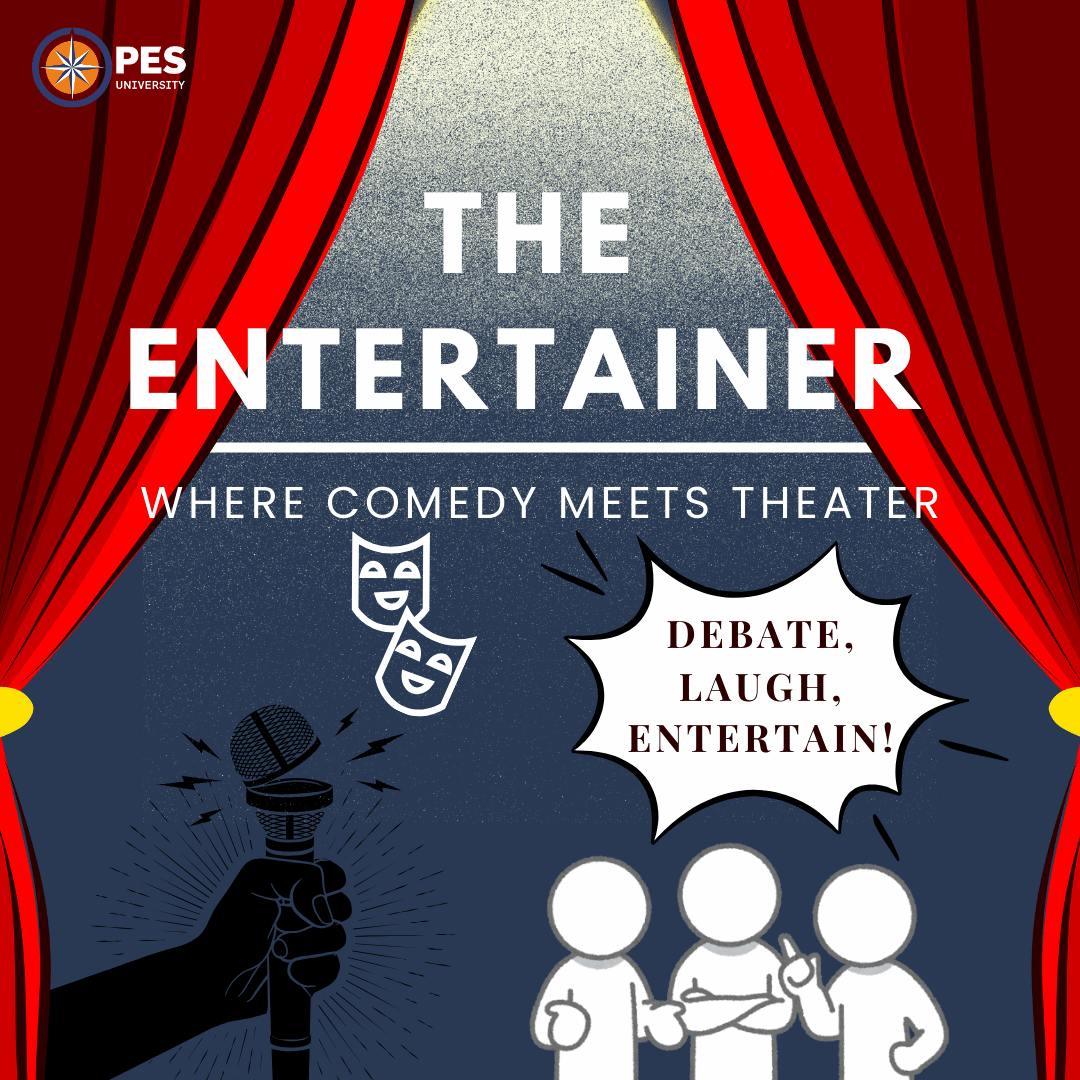 PES
UNIVERSITY
THE
ENTERTAINER
WHERE COMEDY MEETS THEATER
DEBATE,
LAUGH,
ENTERTAIN!